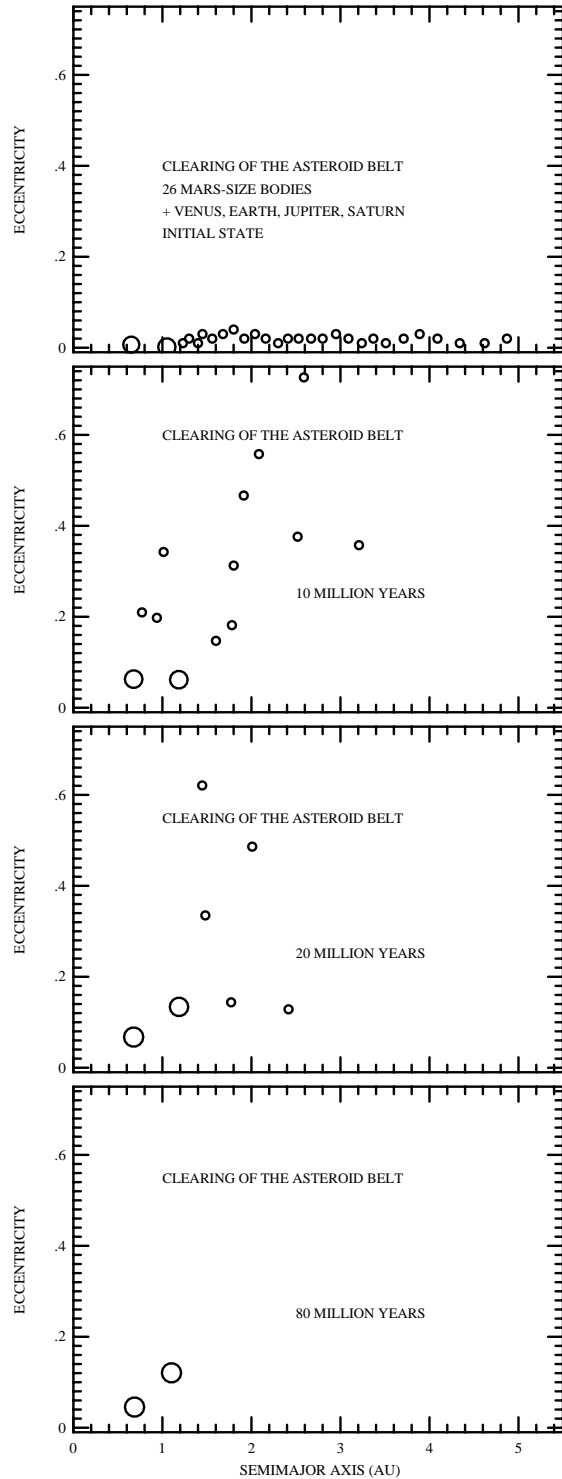 .6
.4
.2
0
ECCENTRICITY
CLEARING OF THE ASTEROID BELT
26 MARS-SIZE BODIES
+ VENUS, EARTH, JUPITER, SATURN
INITIAL STATE
.6
.4
.2
0
ECCENTRICITY
CLEARING OF THE ASTEROID BELT
10 MILLION YEARS
.6
.4
.2
0
ECCENTRICITY
CLEARING OF THE ASTEROID BELT
20 MILLION YEARS
.6
.4
.2
0
ECCENTRICITY
CLEARING OF THE ASTEROID BELT
80 MILLION YEARS
0 1 2 3 4 5
SEMIMAJOR AXIS (AU)